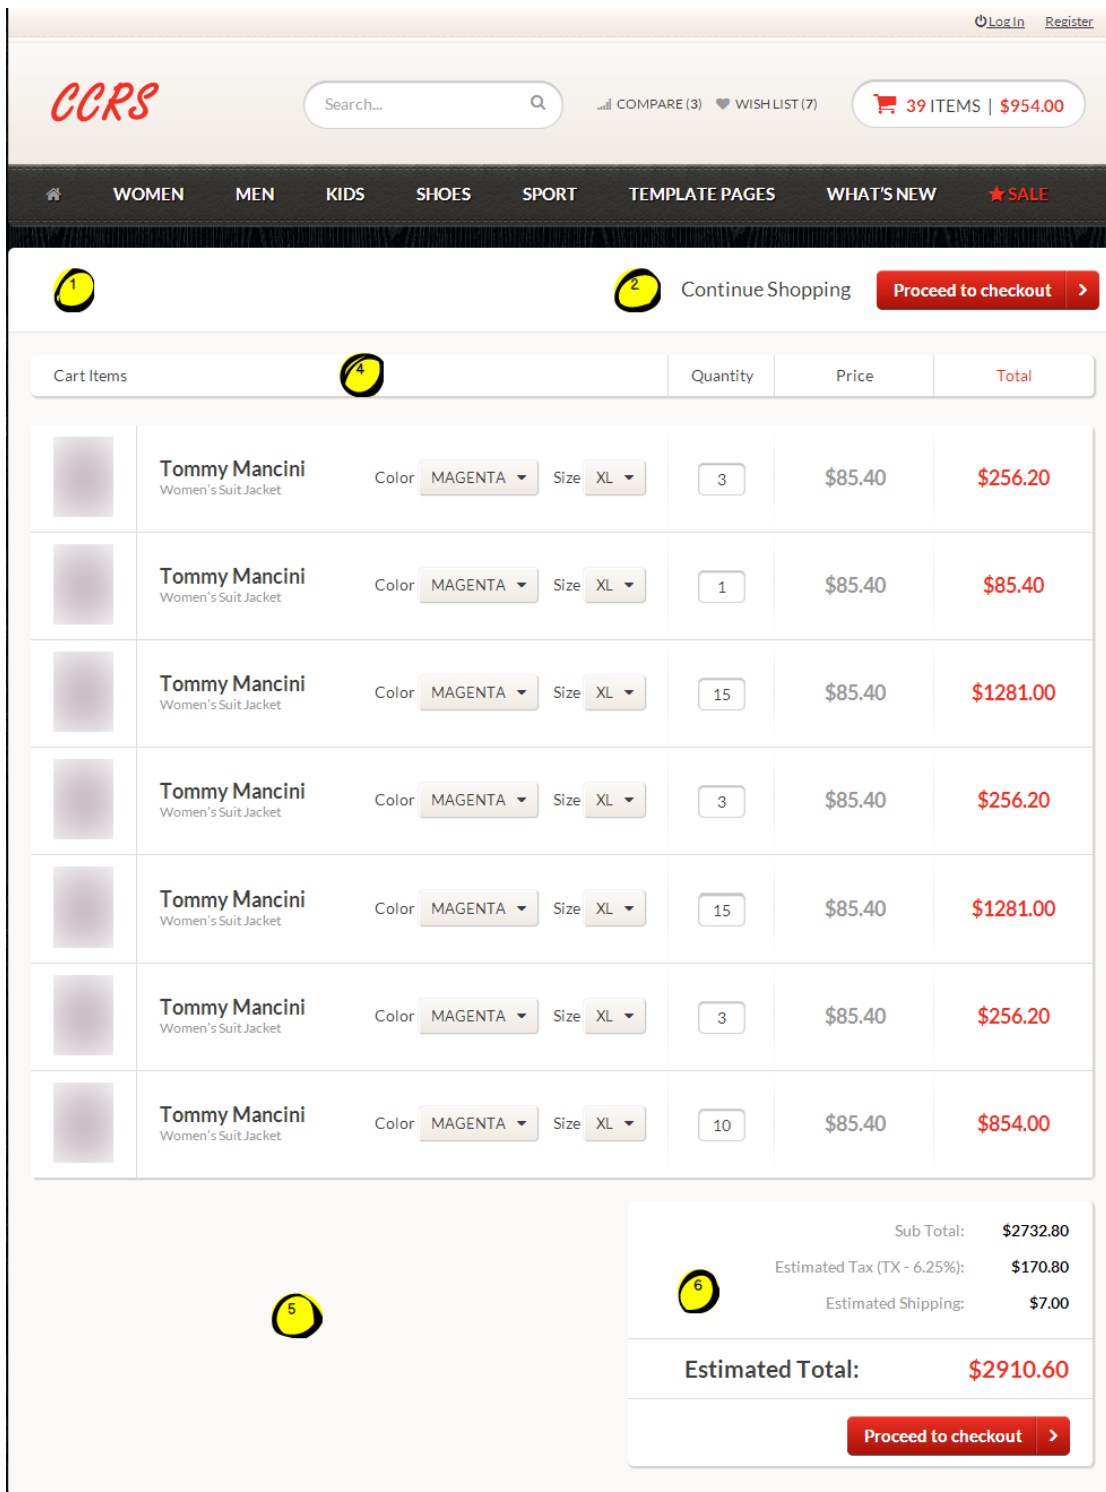 Log In Register
CCRS Search... COMPARE (3) WISH LIST (7) 39 ITEMS | $954.00
WOMEN MEN KIDS SHOES SPORT TEMPLATE PAGES WHAT'S NEW SALE
1 2 Continue Shopping Proceed to checkout
Cart Items 4 Quantity Price Total
Tommy Mancini Color MAGENTA Size XL 3 $85.40 $256.20
Women's Suit Jacket
Tommy Mancini Color MAGENTA Size XL 1 $85.40 $85.40
Women's Suit Jacket
Tommy Mancini Color MAGENTA Size XL 15 $85.40 $1281.00
Women's Suit Jacket
Tommy Mancini Color MAGENTA Size XL 3 $85.40 $256.20
Women's Suit Jacket
Tommy Mancini Color MAGENTA Size XL 15 $85.40 $1281.00
Women's Suit Jacket
Tommy Mancini Color MAGENTA Size XL 3 $85.40 $256.20
Women's Suit Jacket
Tommy Mancini Color MAGENTA Size XL 10 $85.40 $854.00
Women's Suit Jacket
Sub Total: $2732.80
Estimated Tax (TX - 6.25%): $170.80
6
Estimated Shipping: $7.00
5
Estimated Total: $2910.60
Proceed to checkout